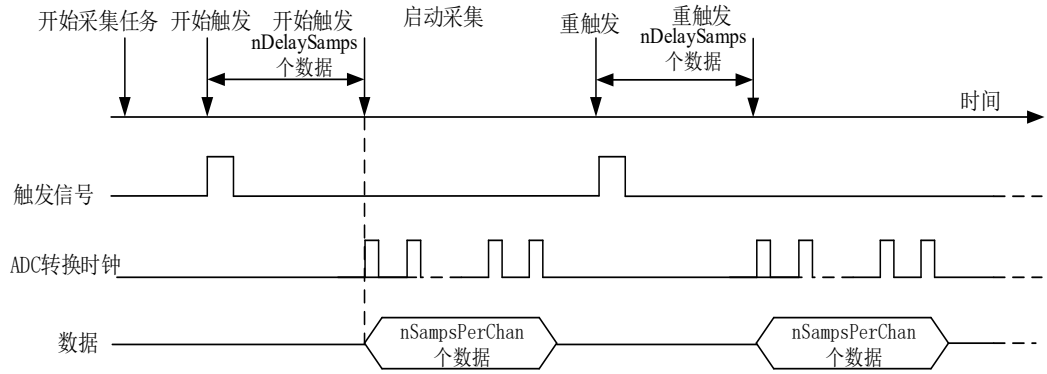 开始采集任务
开始触发
开始触发
nDelaySamps
个数据
启动采集
重触发
重触发
nDelaySamps
个数据
时间
触发信号
ADC转换时钟
数据
nSampsPerChan
个数据
nSampsPerChan
个数据